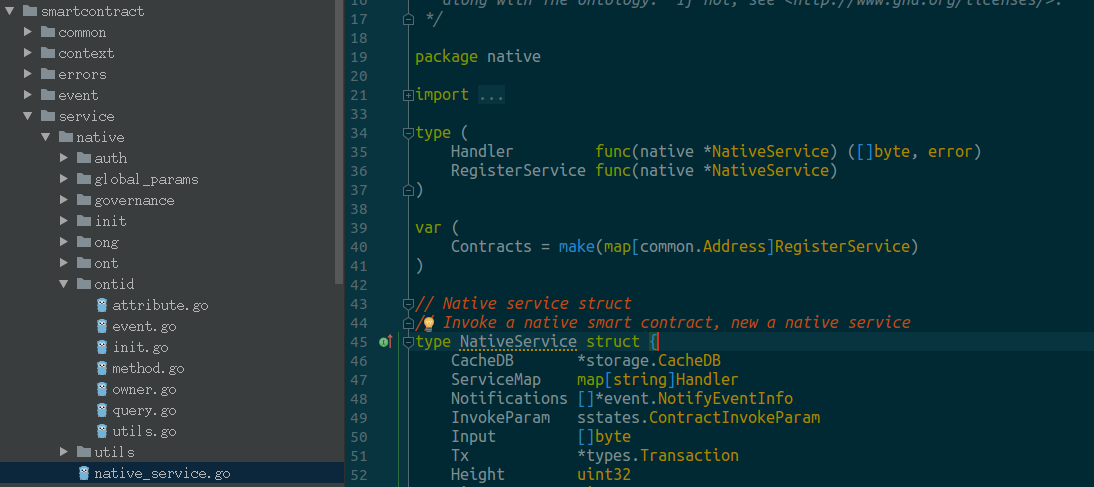 smartcontract
common
context
errors
event
service
native
auth
global_params
governance
init
ong
ont
ontid
attribute.go
event.go
init.go
method.go
owner.go
query.go
utils.go
utils
native_service.go
16 along with The ontology. If not, see <http://www.gnu.org/licenses/>.
17 */
18
19 package native
20
21 import ...
33
34 type (
35 Handler func(native *NativeService) ([]byte, error)
36 RegisterService func(native *NativeService)
37 )
38
39 var (
40 Contracts = make(map[common.Address]RegisterService)
41 )
42
43 // Native service struct
44 // Invoke a native smart contract, new a native service
45 type NativeService struct {
46 CacheDB *storage.CacheDB
47 ServiceMap map[string]Handler
48 Notifications []*event.NotifyEventInfo
49 InvokeParam sstates.ContractInvokeParam
50 Input []byte
51 Tx *types.Transaction
52 Height uint32